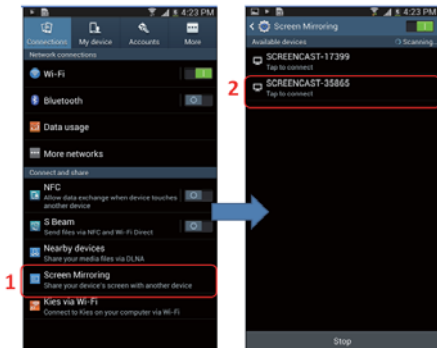 4:23 PM
Connections
My device
Accounts
More
Network connections
Wi-Fi
Bluetooth
Data usage
More networks
Connect and share
NFC
Allow data exchange when device touches
another device
S Beam
Send files via NFC and Wi-Fi Direct
Nearby devices
Share your media files via DLNA
1
Screen Mirroring
Share your device's screen with another device
Kies via Wi-Fi
Connect to Kies on your computer via Wi-Fi
4:23 PM
Screen Mirroring
Available devices
Scanning...
SCREENCAST-17399
Tap to connect
2
SCREENCAST-35865
Tap to connect
Stop